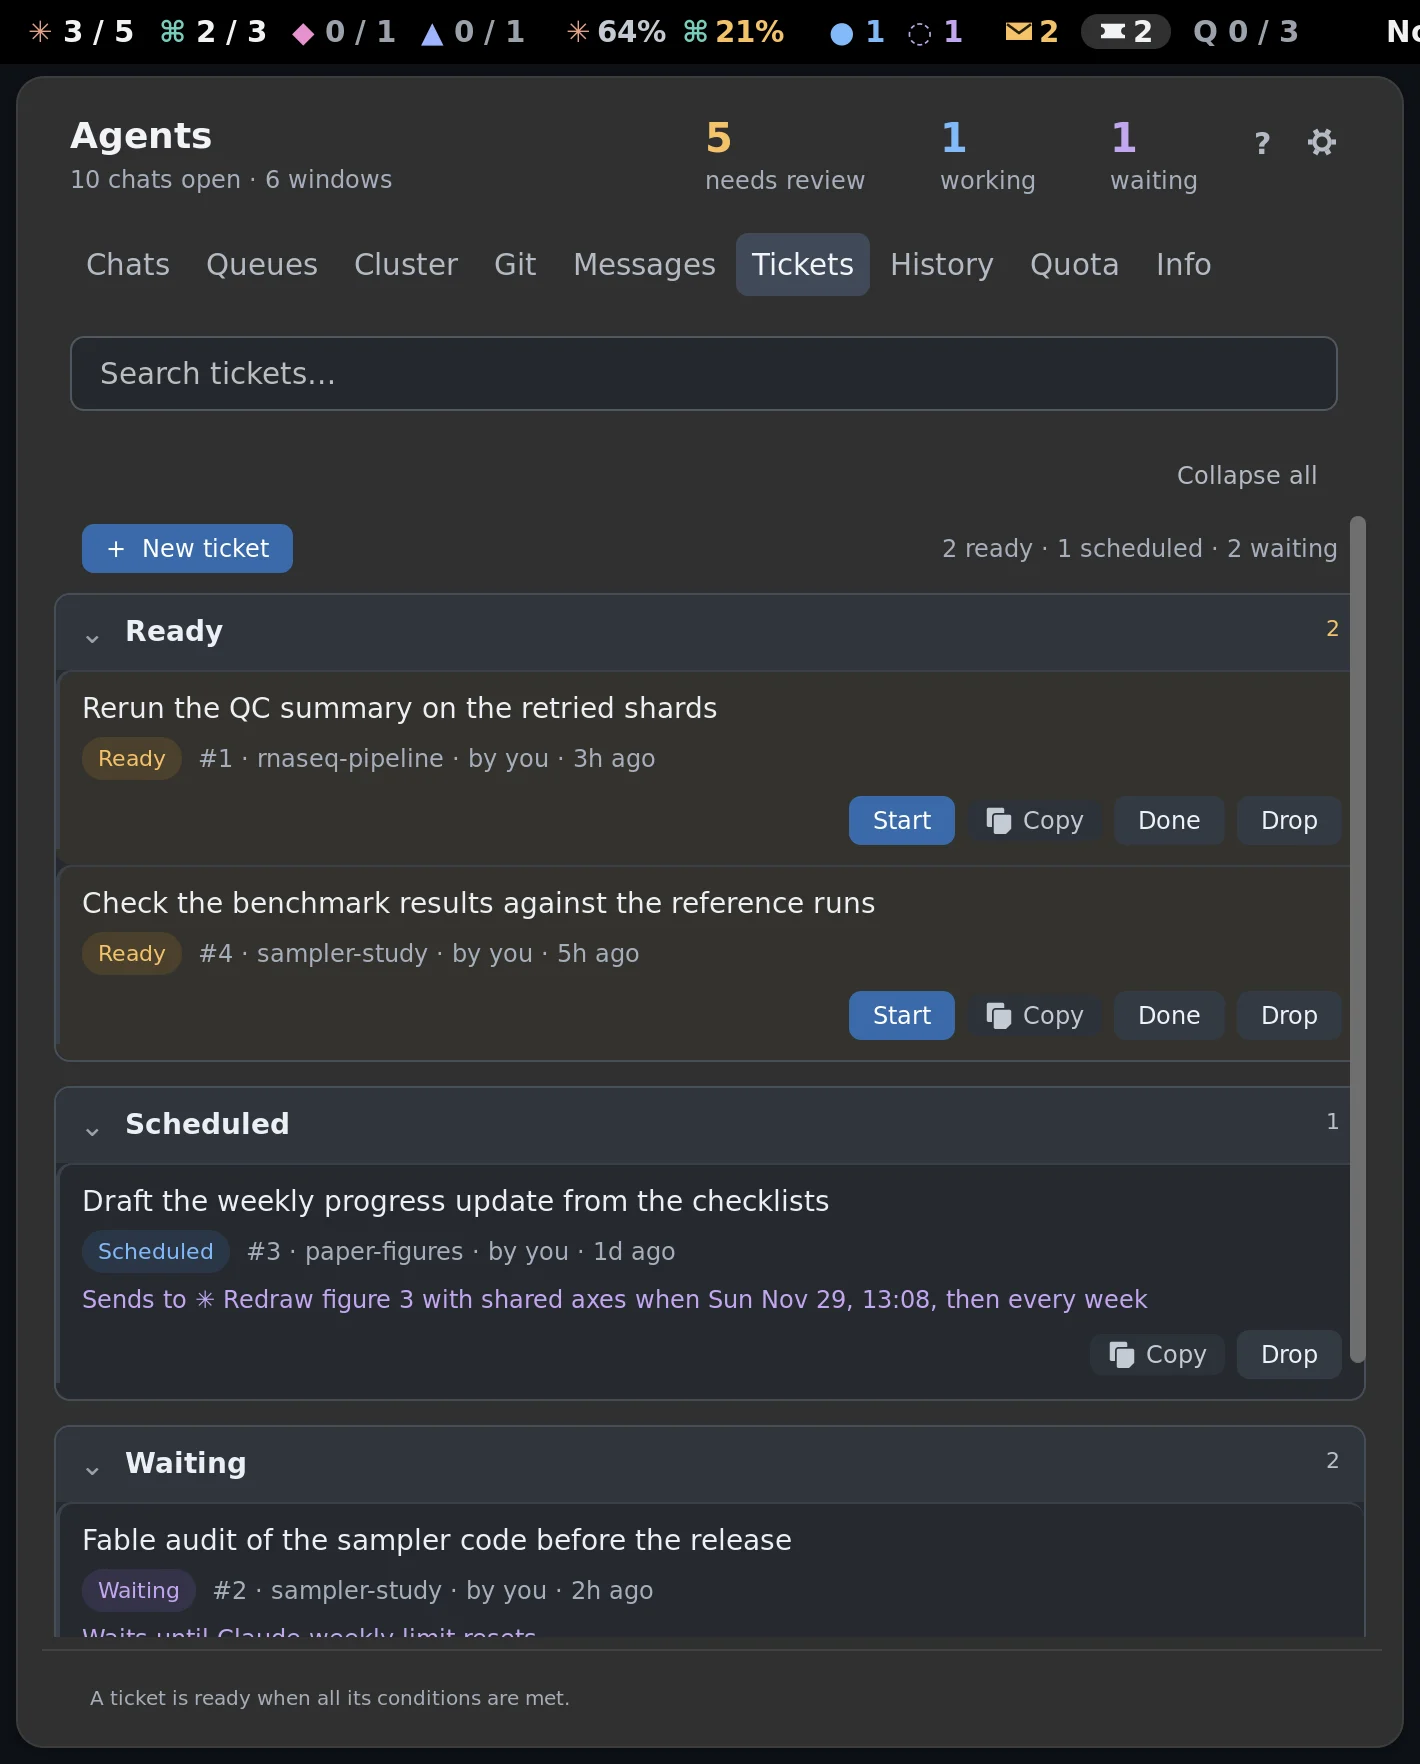 ✳ 3 / 5 ⌘ 2 / 3 ◆ 0 / 1 ▲ 0 / 1 ✳ 64% ⌘ 21% ● 1 ◌ 1 2 2 Q 0 / 3
Agents 5 1 1 ?
10 chats open · 6 windows needs review working waiting
Chats Queues Cluster Git Messages Tickets History Quota Info
Search tickets...
Collapse all
+ New ticket 2 ready · 1 scheduled · 2 waiting
Ready 2
Rerun the QC summary on the retried shards
Ready #1 · rnaseq-pipeline · by you · 3h ago
Start Copy Done Drop
Check the benchmark results against the reference runs
Ready #4 · sampler-study · by you · 5h ago
Start Copy Done Drop
Scheduled 1
Draft the weekly progress update from the checklists
Scheduled #3 · paper-figures · by you · 1d ago
Sends to ✳ Redraw figure 3 with shared axes when Sun Nov 29, 13:08, then every week
Copy Drop
Waiting 2
Fable audit of the sampler code before the release
Waiting #2 · sampler-study · by you · 2h ago
Waits until Claude weekly limit resets
A ticket is ready when all its conditions are met.